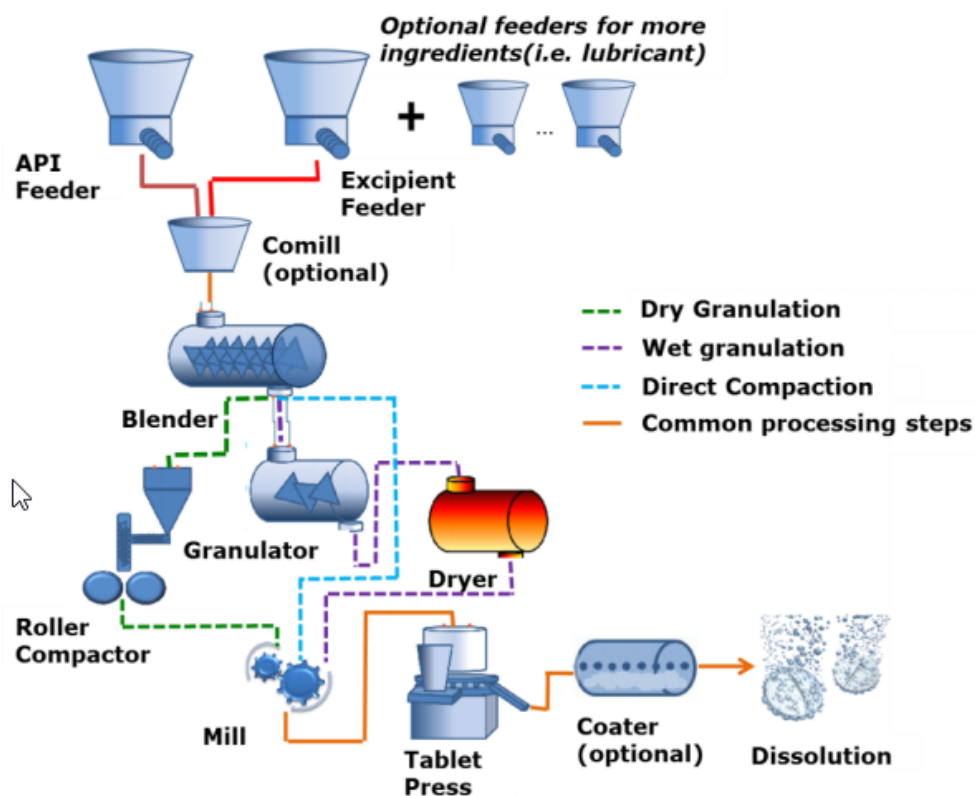 Optional feeders for more
ingredients(i.e. lubricant)
+
...
API
Feeder
Excipient
Feeder
Comill
(optional)
Dry Granulation
Wet granulation
Direct Compaction
Common processing steps
Blender
Granulator
Dryer
Roller
Compactor
Mill
Tablet
Press
Coater
(optional)
Dissolution